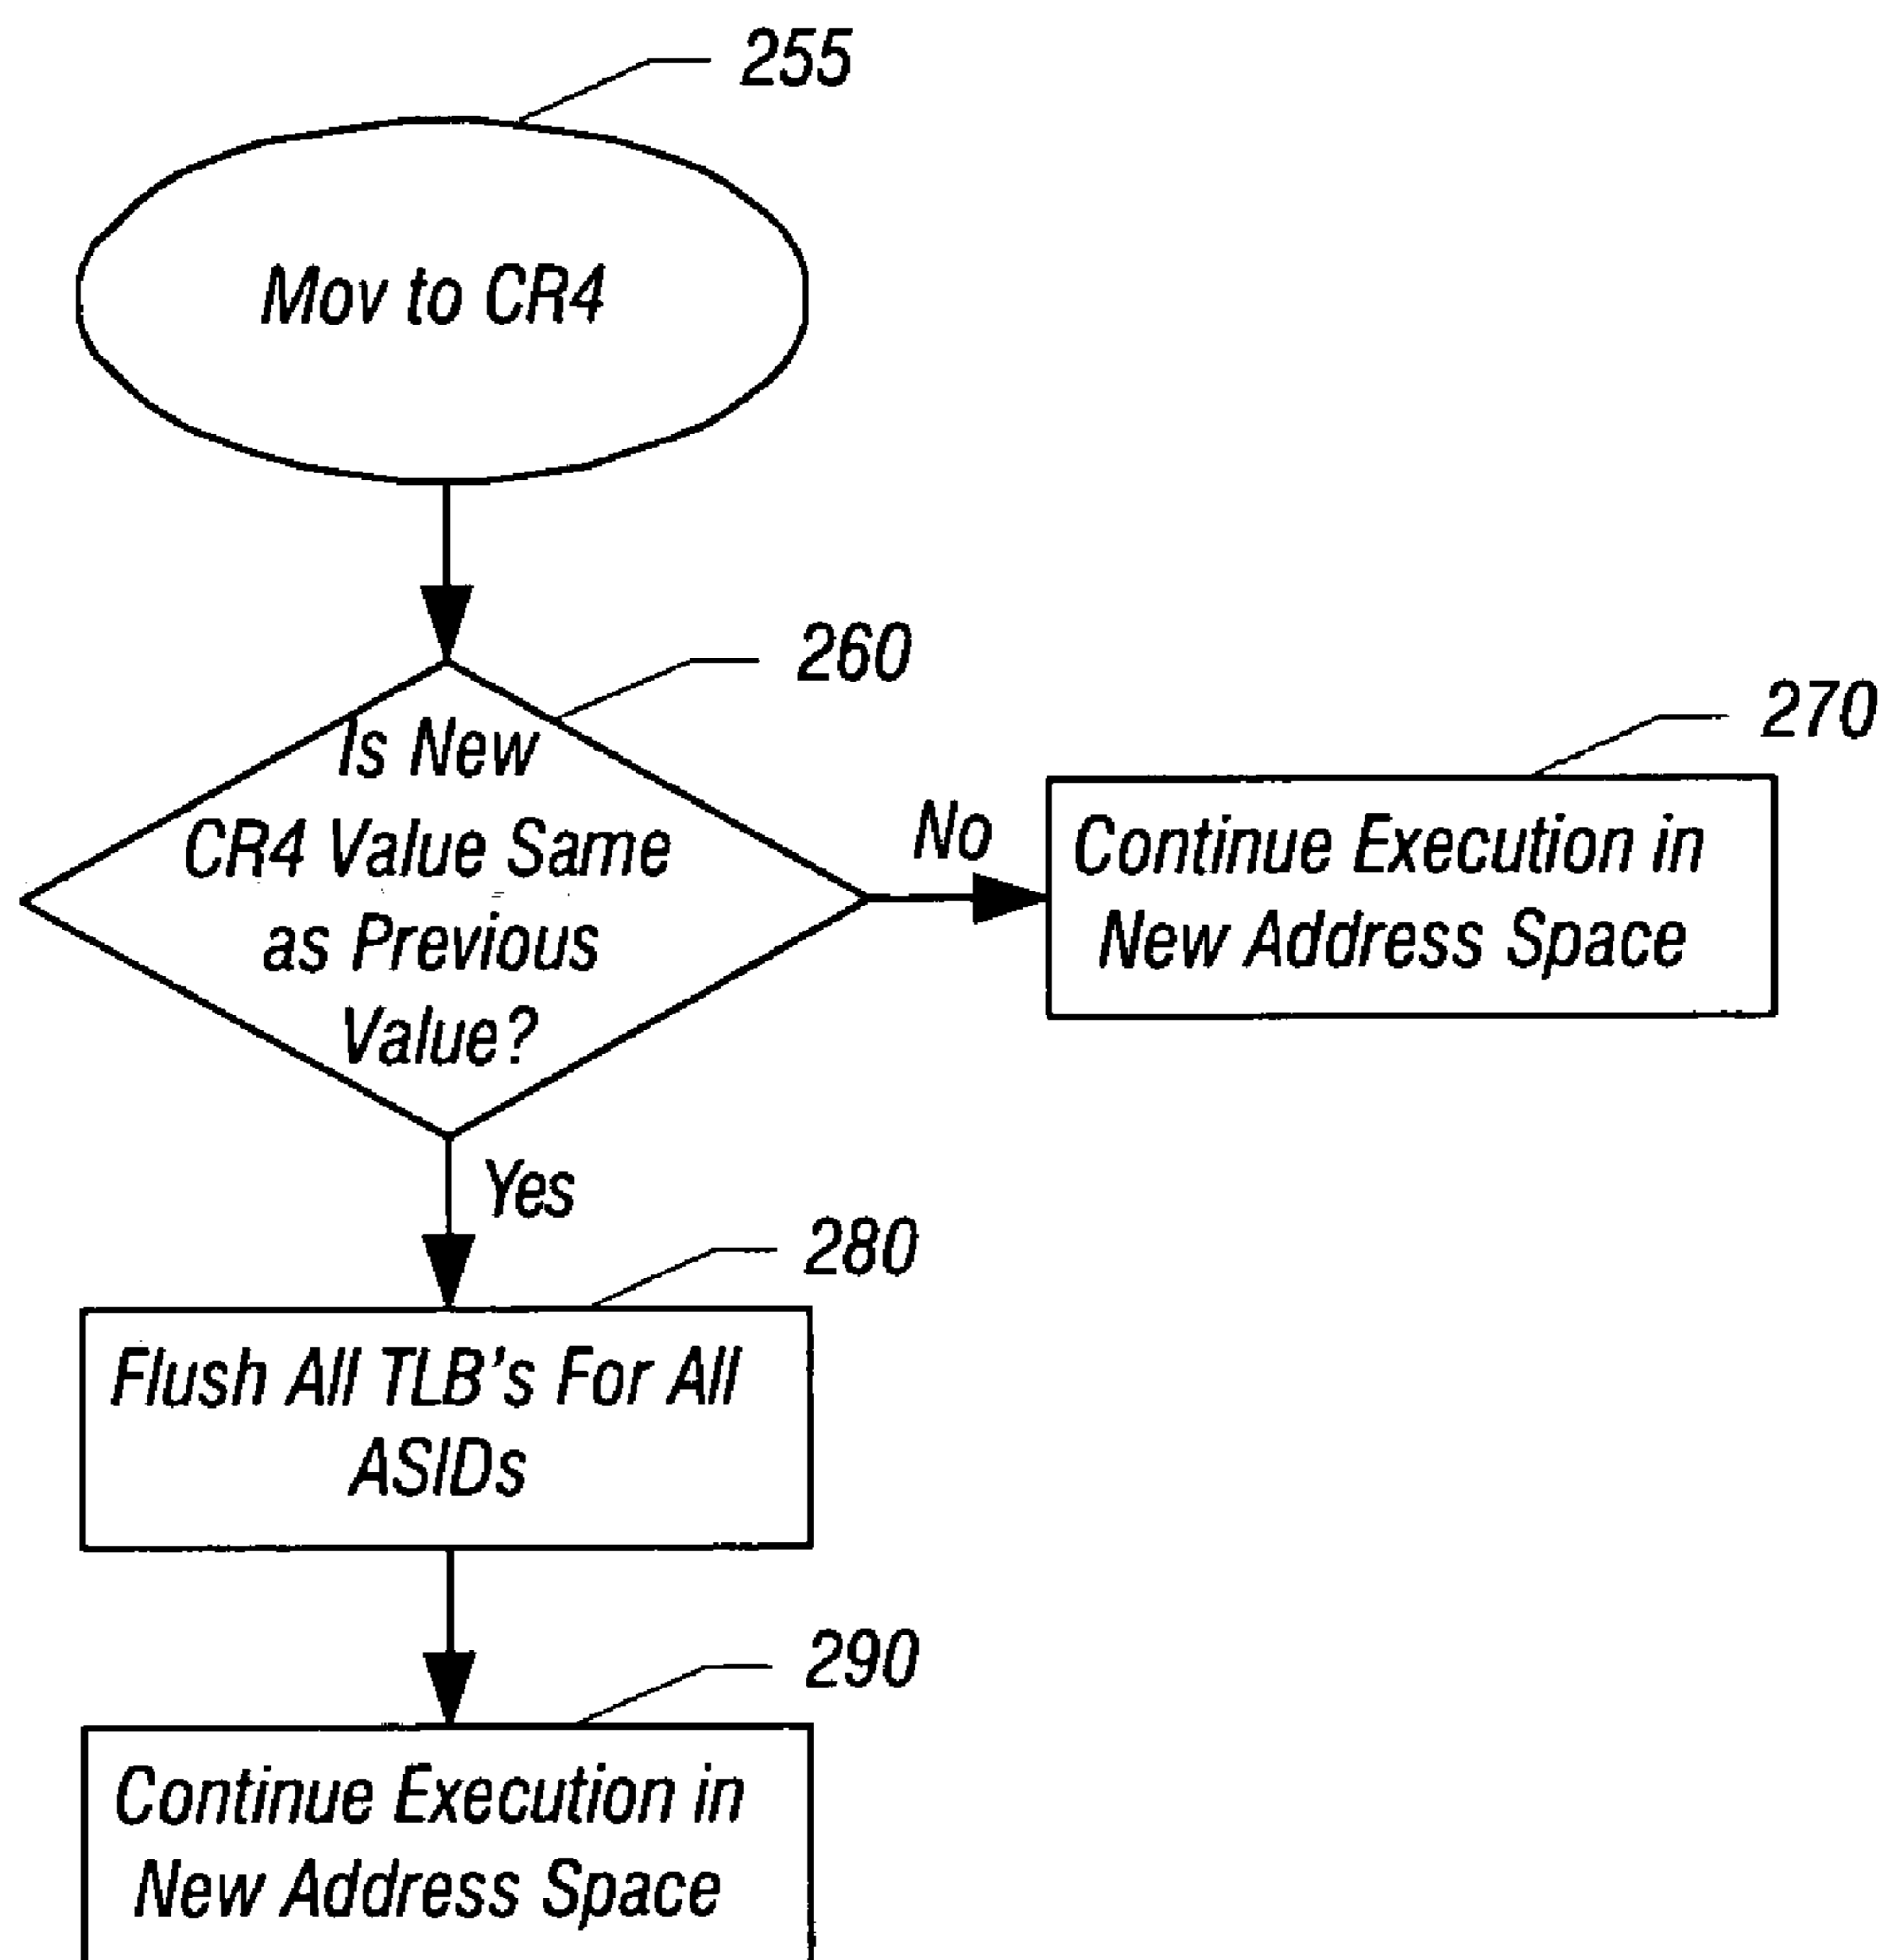 255
Mov to CR4
260
Is New
CR4 Value Same
as Previous
Value?
No
270
Continue Execution in
New Address Space
Yes
280
Flush All TLB's For All
ASIDs
290
Continue Execution in
New Address Space